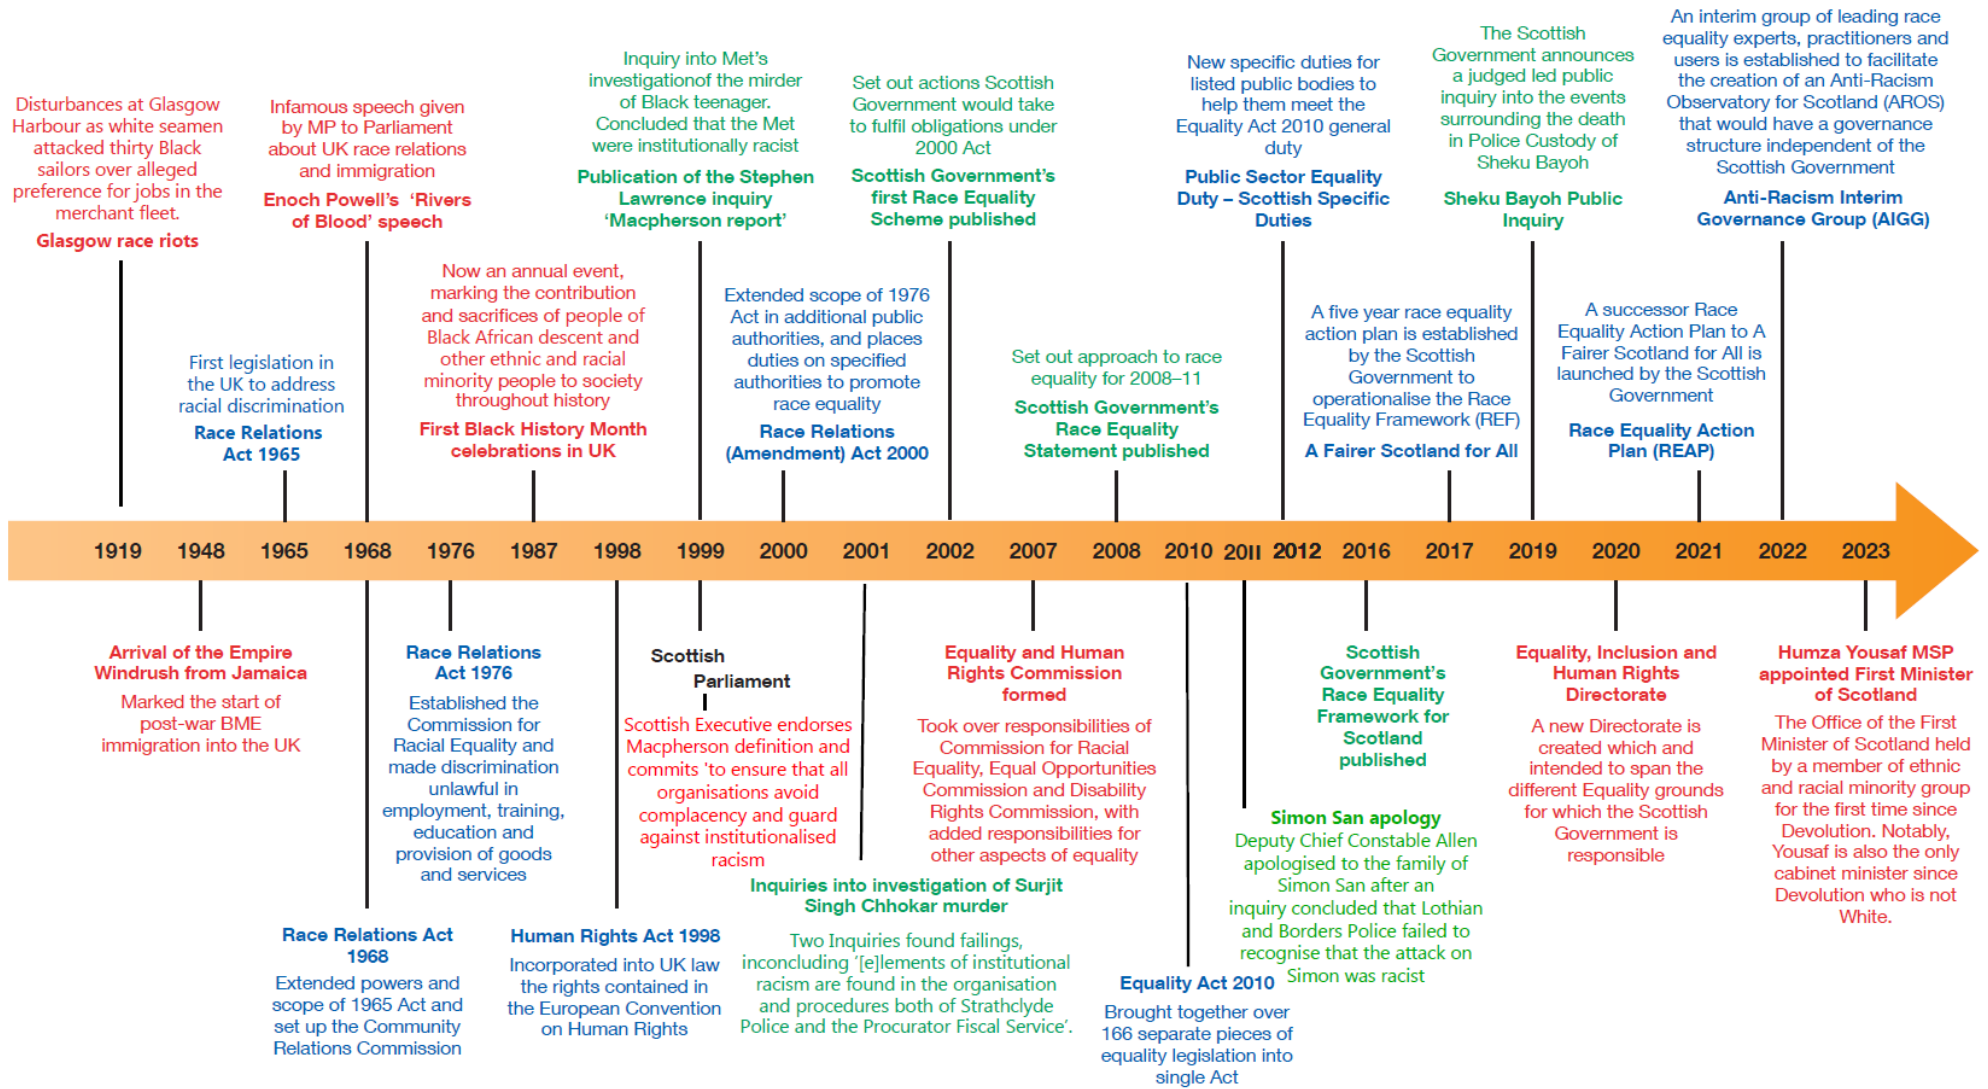 Disturbances at Glasgow
Harbour as white seamen
attacked thirty Black
sailors over alleged
preference for jobs in the
merchant fleet.
Glasgow race riots
First legislation in
the UK to address
racial discrimination
Race Relations
Act 1965
Infamous speech given
by MP to Parliament
about UK race relations
and immigration
Enoch Powell's ‘Rivers
of Blood’ speech
Now an annual event,
marking the contribution
and sacrifices of people of
Black African descent and
other ethnic and racial
minority people to society
throughout history
First Black History Month
celebrations in UK
Inquiry into Met's
investigationof the mirder
of Black teenager.
Concluded that the Met
were institutionally racist
Publication of the Stephen
Lawrence inquiry
‘Macpherson report’
Extended scope of 1976
Act in additional public
authorities, and places
duties on specified
authorities to promote
race equality
Race Relations
(Amendment) Act 2000
Set out actions Scottish
Government would take
to fulfil obligations under
2000 Act
Scottish Government's
first Race Equality
Scheme published
Set out approach to race
equality for 2008–11
Scottish Government's
Race Equality
Statement published
New specific duties for
listed public bodies to
help them meet the
Equality Act 2010 general
duty
Public Sector Equality
Duty – Scottish Specific
Duties
A five year race equality
action plan is established
by the Scottish
Government to
operationalise the Race
Equality Framework (REF)
A Fairer Scotland for All
The Scottish
Government announces
a judged led public
inquiry into the events
surrounding the death
in Police Custody of
Sheku Bayoh
Sheku Bayoh Public
Inquiry
A successor Race
Equality Action Plan to A
Fairer Scotland for All is
launched by the Scottish
Government
Race Equality Action
Plan (REAP)
An interim group of leading race
equality experts, practitioners and
users is established to facilitate
the creation of an Anti-Racism
Observatory for Scotland (AROS)
that would have a governance
structure independent of the
Scottish Government
Anti-Racism Interim
Governance Group (AIGG)
1919 1948 1965 1968 1976 1987 1998 1999 2000 2001 2002 2007 2008 2010 2011 2012 2016 2017 2019 2020 2021 2022 2023
Arrival of the Empire
Windrush from Jamaica
Marked the start of
post-war BME
immigration into the UK
Race Relations Act
1968
Extended powers and
scope of 1965 Act and
set up the Community
Relations Commission
Race Relations
Act 1976
Established the
Commission for
Racial Equality and
made discrimination
unlawful in
employment, training,
education and
provision of goods
and services
Human Rights Act 1998
Incorporated into UK law
the rights contained in
the European Convention
on Human Rights
Scottish
Parliament
Scottish Executive endorses
Macpherson definition and
commits 'to ensure that all
organisations avoid
complacency and guard
against institutionalised
racism
Inquiries into investigation of Surjit
Singh Chhokar murder
Two Inquiries found failings,
inconcluding '[e]lements of institutional
racism are found in the organisation
and procedures both of Strathclyde
Police and the Procurator Fiscal Service'.
Equality and Human
Rights Commission
formed
Took over responsibilities of
Commission for Racial
Equality, Equal Opportunities
Commission and Disability
Rights Commission, with
added responsibilities for
other aspects of equality
Equality Act 2010
Brought together over
166 separate pieces of
equality legislation into
single Act
Simon San apology
Deputy Chief Constable Allen
apologised to the family of
Simon San after an
inquiry concluded that Lothian
and Borders Police failed to
recognise that the attack on
Simon was racist
Scottish
Government's
Race Equality
Framework for
Scotland
published
Equality, Inclusion and
Human Rights
Directorate
A new Directorate is
created which and
intended to span the
different Equality grounds
for which the Scottish
Government is
responsible
Humza Yousaf MSP
appointed First Minister
of Scotland
The Office of the First
Minister of Scotland held
by a member of ethnic
and racial minority group
for the first time since
Devolution. Notably,
Yousaf is also the only
cabinet minister since
Devolution who is not
White.